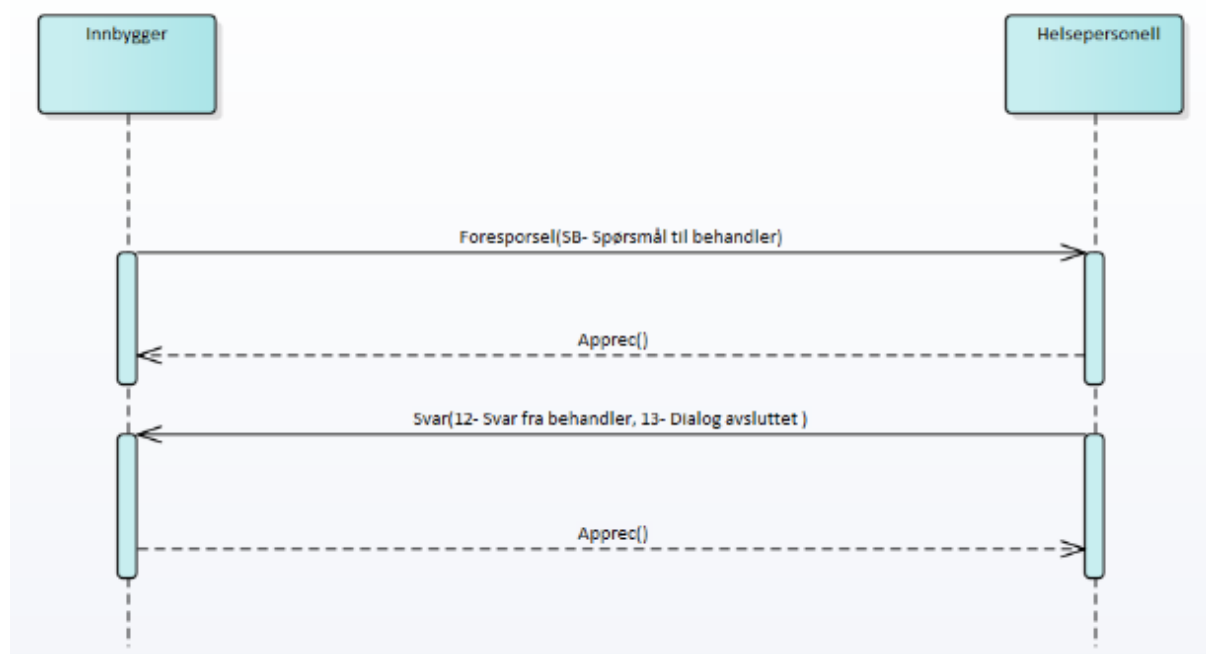 Innbygger
Helsepersonell
Foresporsel(SB- Spørsmål til behandler)
Apprec()
Svar(12- Svar fra behandler, 13- Dialog avsluttet )
Apprec()